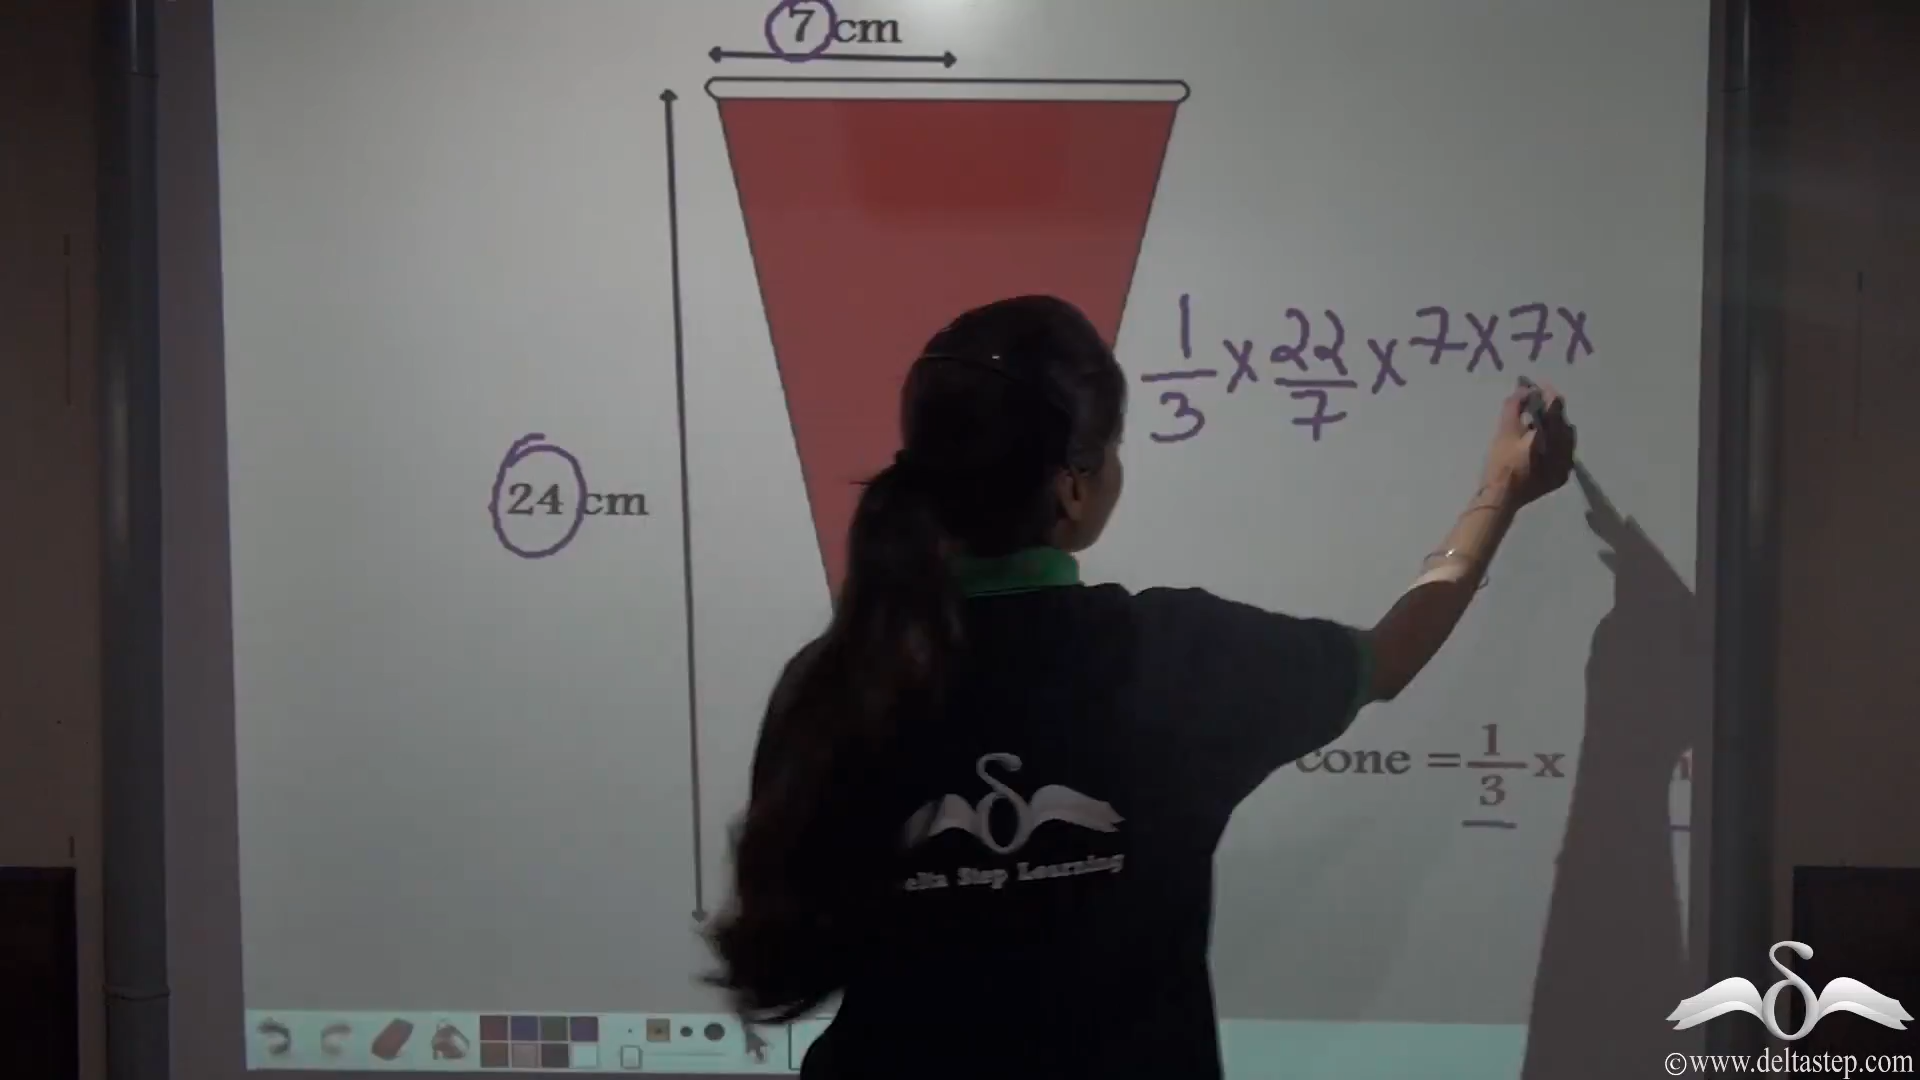 7 cm
24 cm
1/3 x 22/7 x 7 x 7 x
cone = 1/3 x
elta Step Learning
©www.deltastep.com